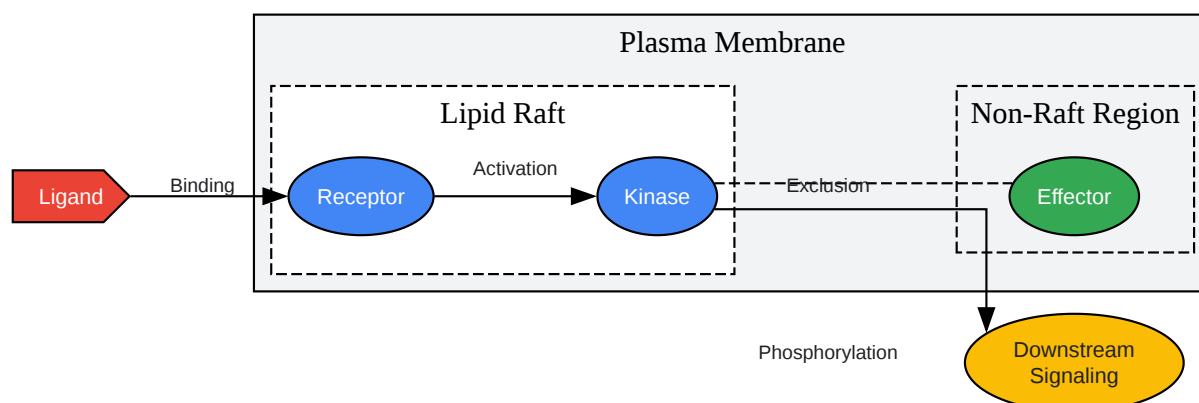 Plasma Membrane
Lipid Raft
Non-Raft Region
Ligand
Binding
Receptor
Activation
Kinase
Exclusion
Effector
Phosphorylation
Downstream
Signaling